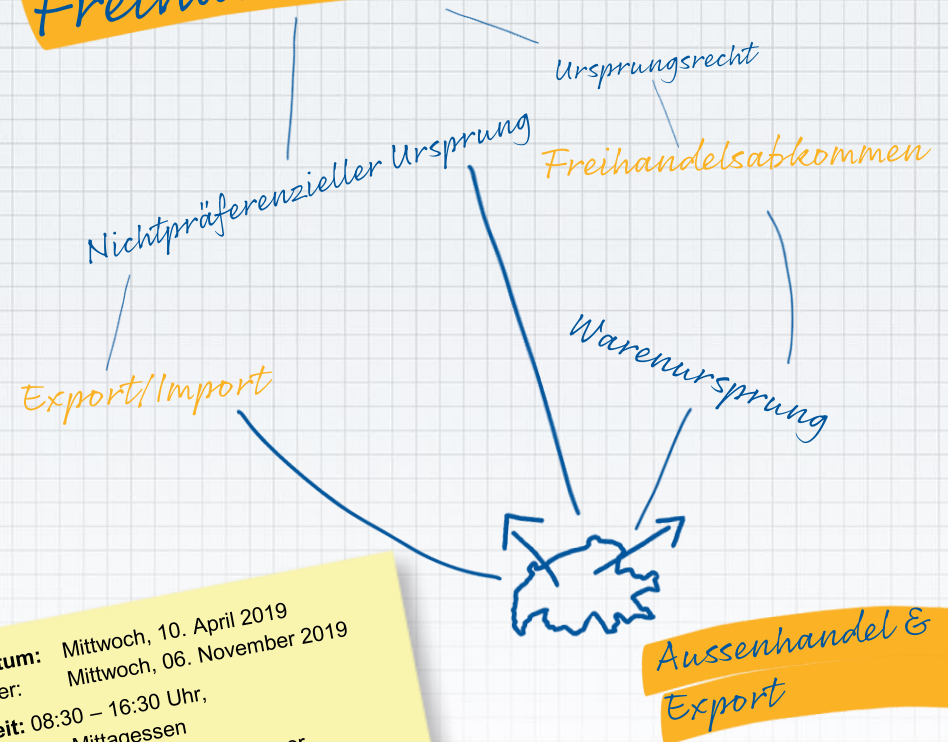 Ursprungsrecht
Nichtpräferenzieller Ursprung
Freihandelsabkommen
Warenursprung
Export/Import
Mittwoch, 10. April 2019
Mittwoch, 06. November 2019
08:30 – 16:30 Uhr,
Mittagessen
Aussenhandel &
Export